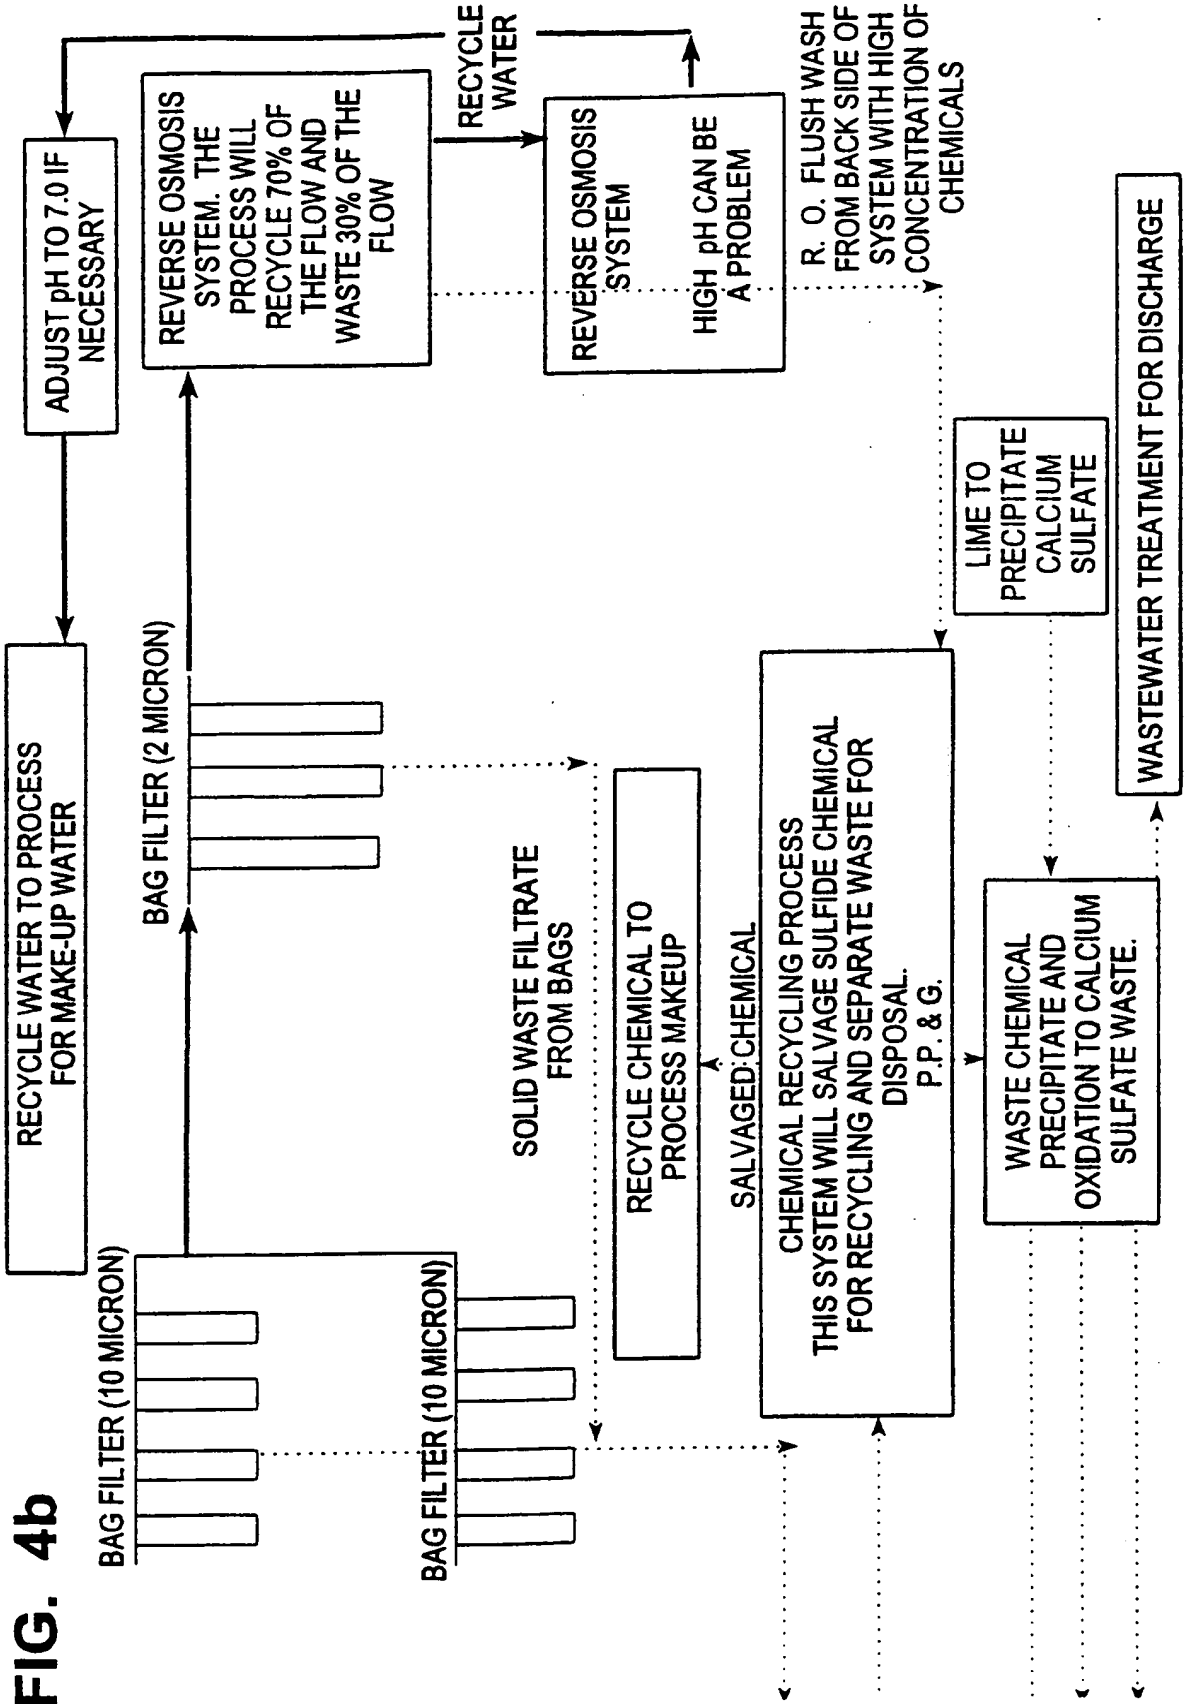 FIG. 4b
RECYCLE WATER TO PROCESS
FOR MAKE-UP WATER
ADJUST pH TO 7.0 IF
NECESSARY
BAG FILTER (10 MICRON)
BAG FILTER (2 MICRON)
REVERSE OSMOSIS
SYSTEM. THE
PROCESS WILL
RECYCLE 70% OF
THE FLOW AND
WASTE 30% OF THE
FLOW
RECYCLE
WATER
BAG FILTER (10 MICRON)
SOLID WASTE FILTRATE
FROM BAGS
REVERSE OSMOSIS
SYSTEM
HIGH pH CAN BE
A PROBLEM
RECYCLE CHEMICAL TO
PROCESS MAKEUP
SALVAGED CHEMICAL
R. O. FLUSH WASH
FROM BACK SIDE OF
SYSTEM WITH HIGH
CONCENTRATION OF
CHEMICALS
CHEMICAL RECYCLING PROCESS
THIS SYSTEM WILL SALVAGE SULFIDE CHEMICAL
FOR RECYCLING AND SEPARATE WASTE FOR
DISPOSAL.
P.P. & G.
LIME TO
PRECIPITATE
CALCIUM
SULFATE
WASTE CHEMICAL
PRECIPITATE AND
OXIDATION TO CALCIUM
SULFATE WASTE.
WASTEWATER TREATMENT FOR DISCHARGE